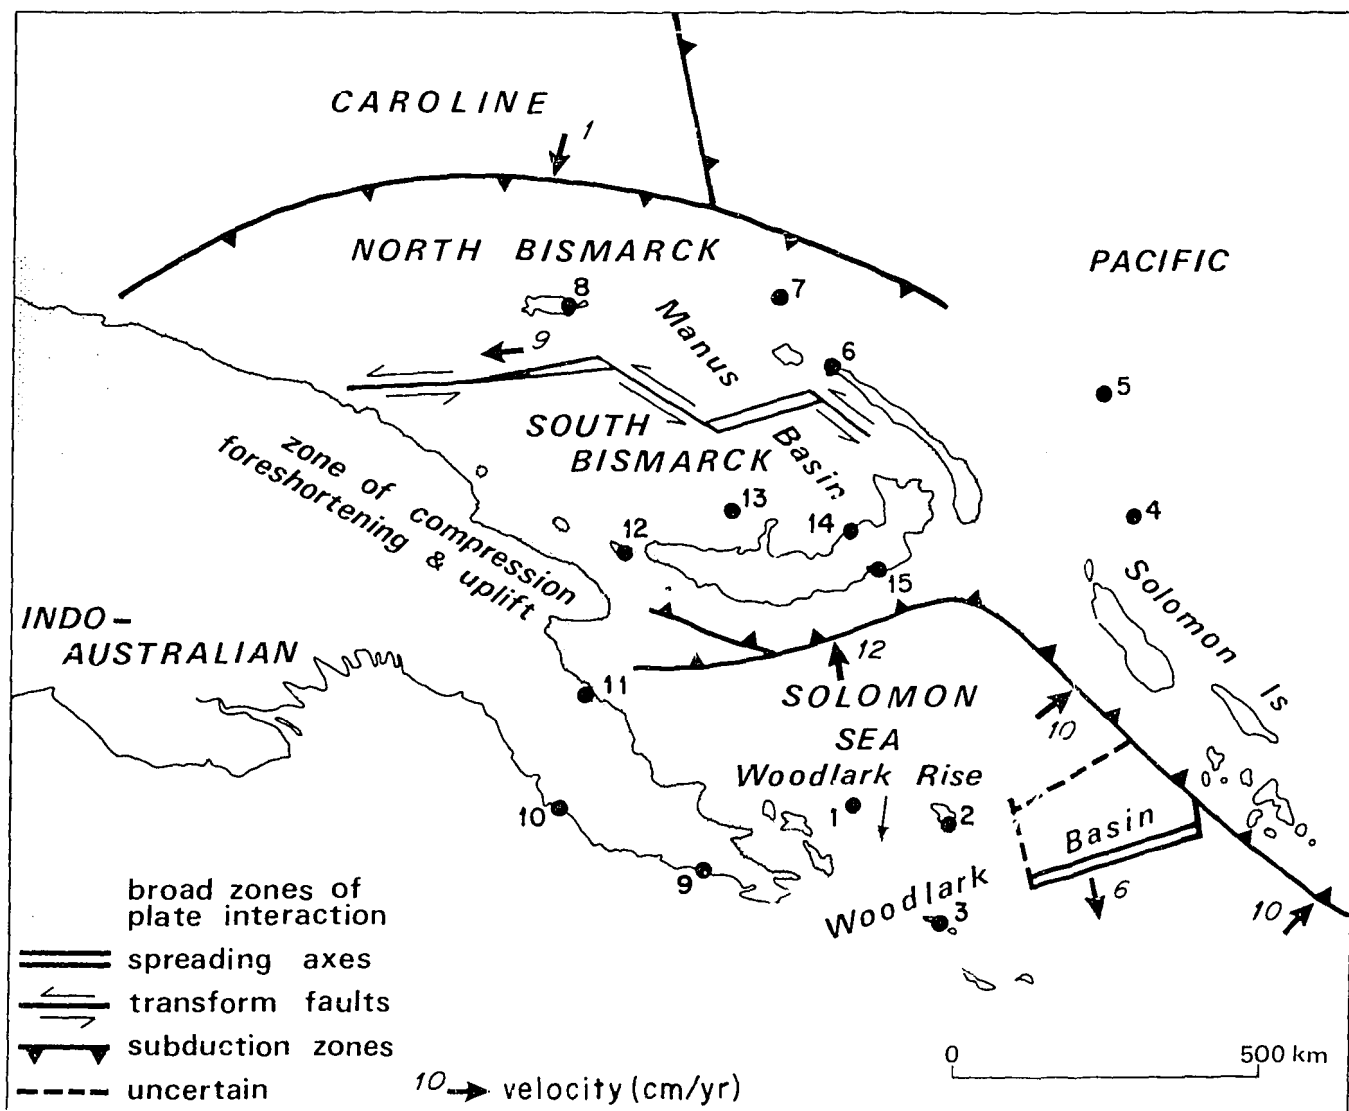 CAROLINE
1
NORTH BISMARCK
PACIFIC
8
7
Manus
9
6
5
SOUTH
BISMARCK
Basin
zone of compression
foreshortening & uplift
13
14
12
4
15
Solomon
Is
INDO –
AUSTRALIAN
12
11
SOLOMON
SEA
10
Woodlark Rise
1
2
10
Basin
9
Woodlark
6
3
10
broad zones of
plate interaction
spreading axes
transform faults
subduction zones
uncertain
10 velocity (cm/yr)
0 500 km